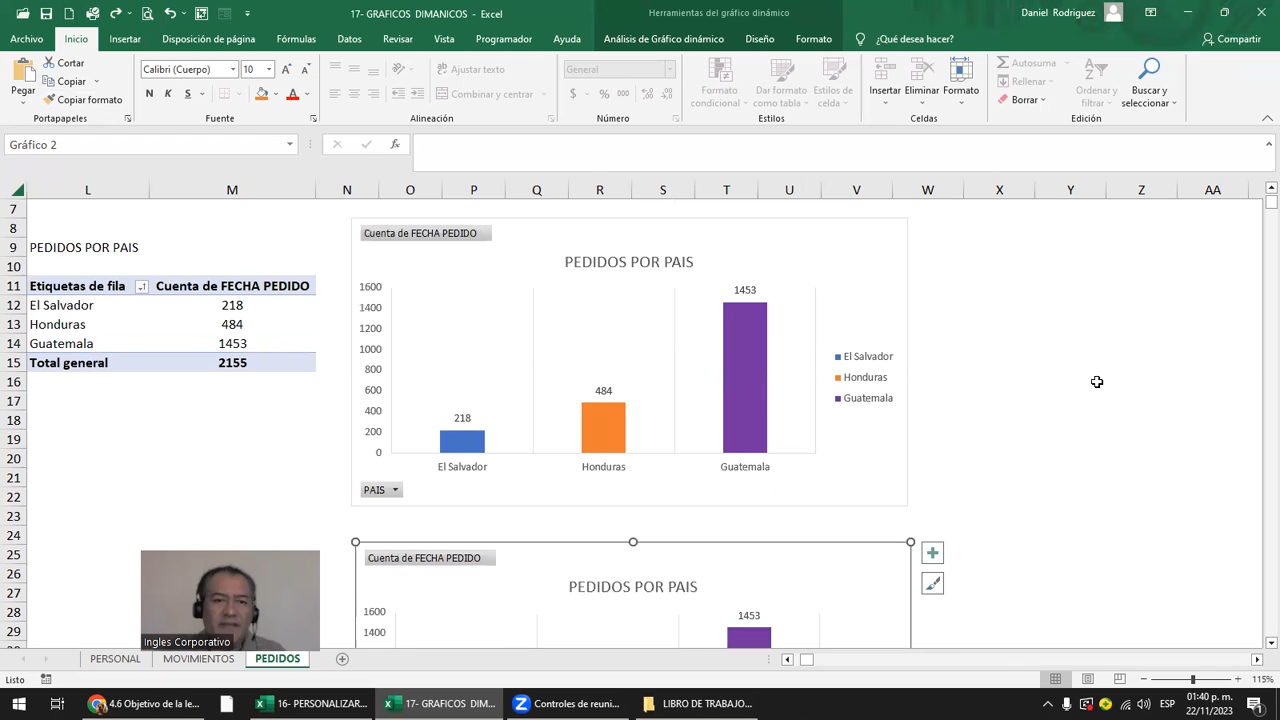 17- GRAFICOS DIMANICOS - Excel
Herramientas de gráfico dinámico
Daniel Rodriguez
Archivo Inicio Insertar Disposición de página Fórmulas Datos Revisar Vista Programador Ayuda Análisis de Gráfico dinámico Diseño Formato ¿Qué desea hacer? Compartir
Pegar
Cortar
Copiar
Copiar formato
Portapapeles
Calibri (Cuerpo) 10
N K S
Fuente
Ajustar texto
Combinar y centrar
Alineación
General
$ % 000
Número
Formato condicional
Dar formato como tabla
Estilos de celda
Estilos
Insertar Eliminar Formato
Celdas
Autosuma
Rellenar
Borrar
Ordenar y filtrar
Buscar y seleccionar
Edición
Gráfico 2
fx
L M N O P Q R S T U V W X Y Z AA
7
8
9
10
11
12
13
14
15
16
17
18
19
20
21
22
23
24
25
26
27
28
29
PEDIDOS POR PAIS
Etiquetas de fila Cuenta de FECHA PEDIDO
El Salvador 218
Honduras 484
Guatemala 1453
Total general 2155
Cuenta de FECHA PEDIDO
PEDIDOS POR PAIS
1600
1400
1200
1000
800
600
400
200
0
218
484
1453
El Salvador Honduras Guatemala
El Salvador
Honduras
Guatemala
PAIS
Cuenta de FECHA PEDIDO
PEDIDOS POR PAIS
1600
1400
1453
Ingles Corporativo
PERSONAL MOVIMIENTOS PEDIDOS
Listo
115%
4.6 Objetivo de la le...
16- PERSONALIZAR...
17- GRAFICOS DIM...
Controles de reuni...
LIBRO DE TRABAJO...
ESP
01:40 p. m.
22/11/2023